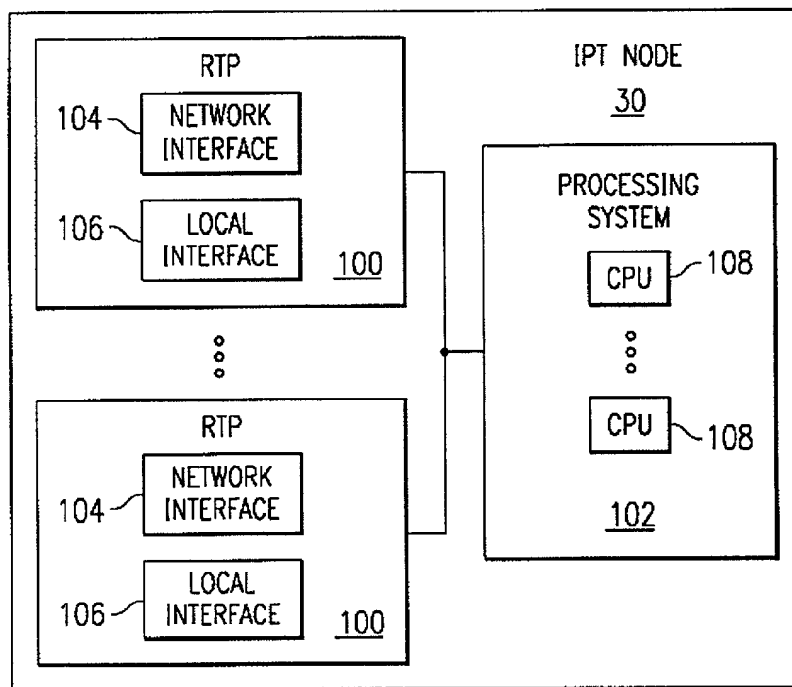 RTP
104
NETWORK
INTERFACE
106
LOCAL
INTERFACE
100
RTP
104
NETWORK
INTERFACE
106
LOCAL
INTERFACE
100
IPT NODE
30
PROCESSING
SYSTEM
CPU
108
CPU
108
102